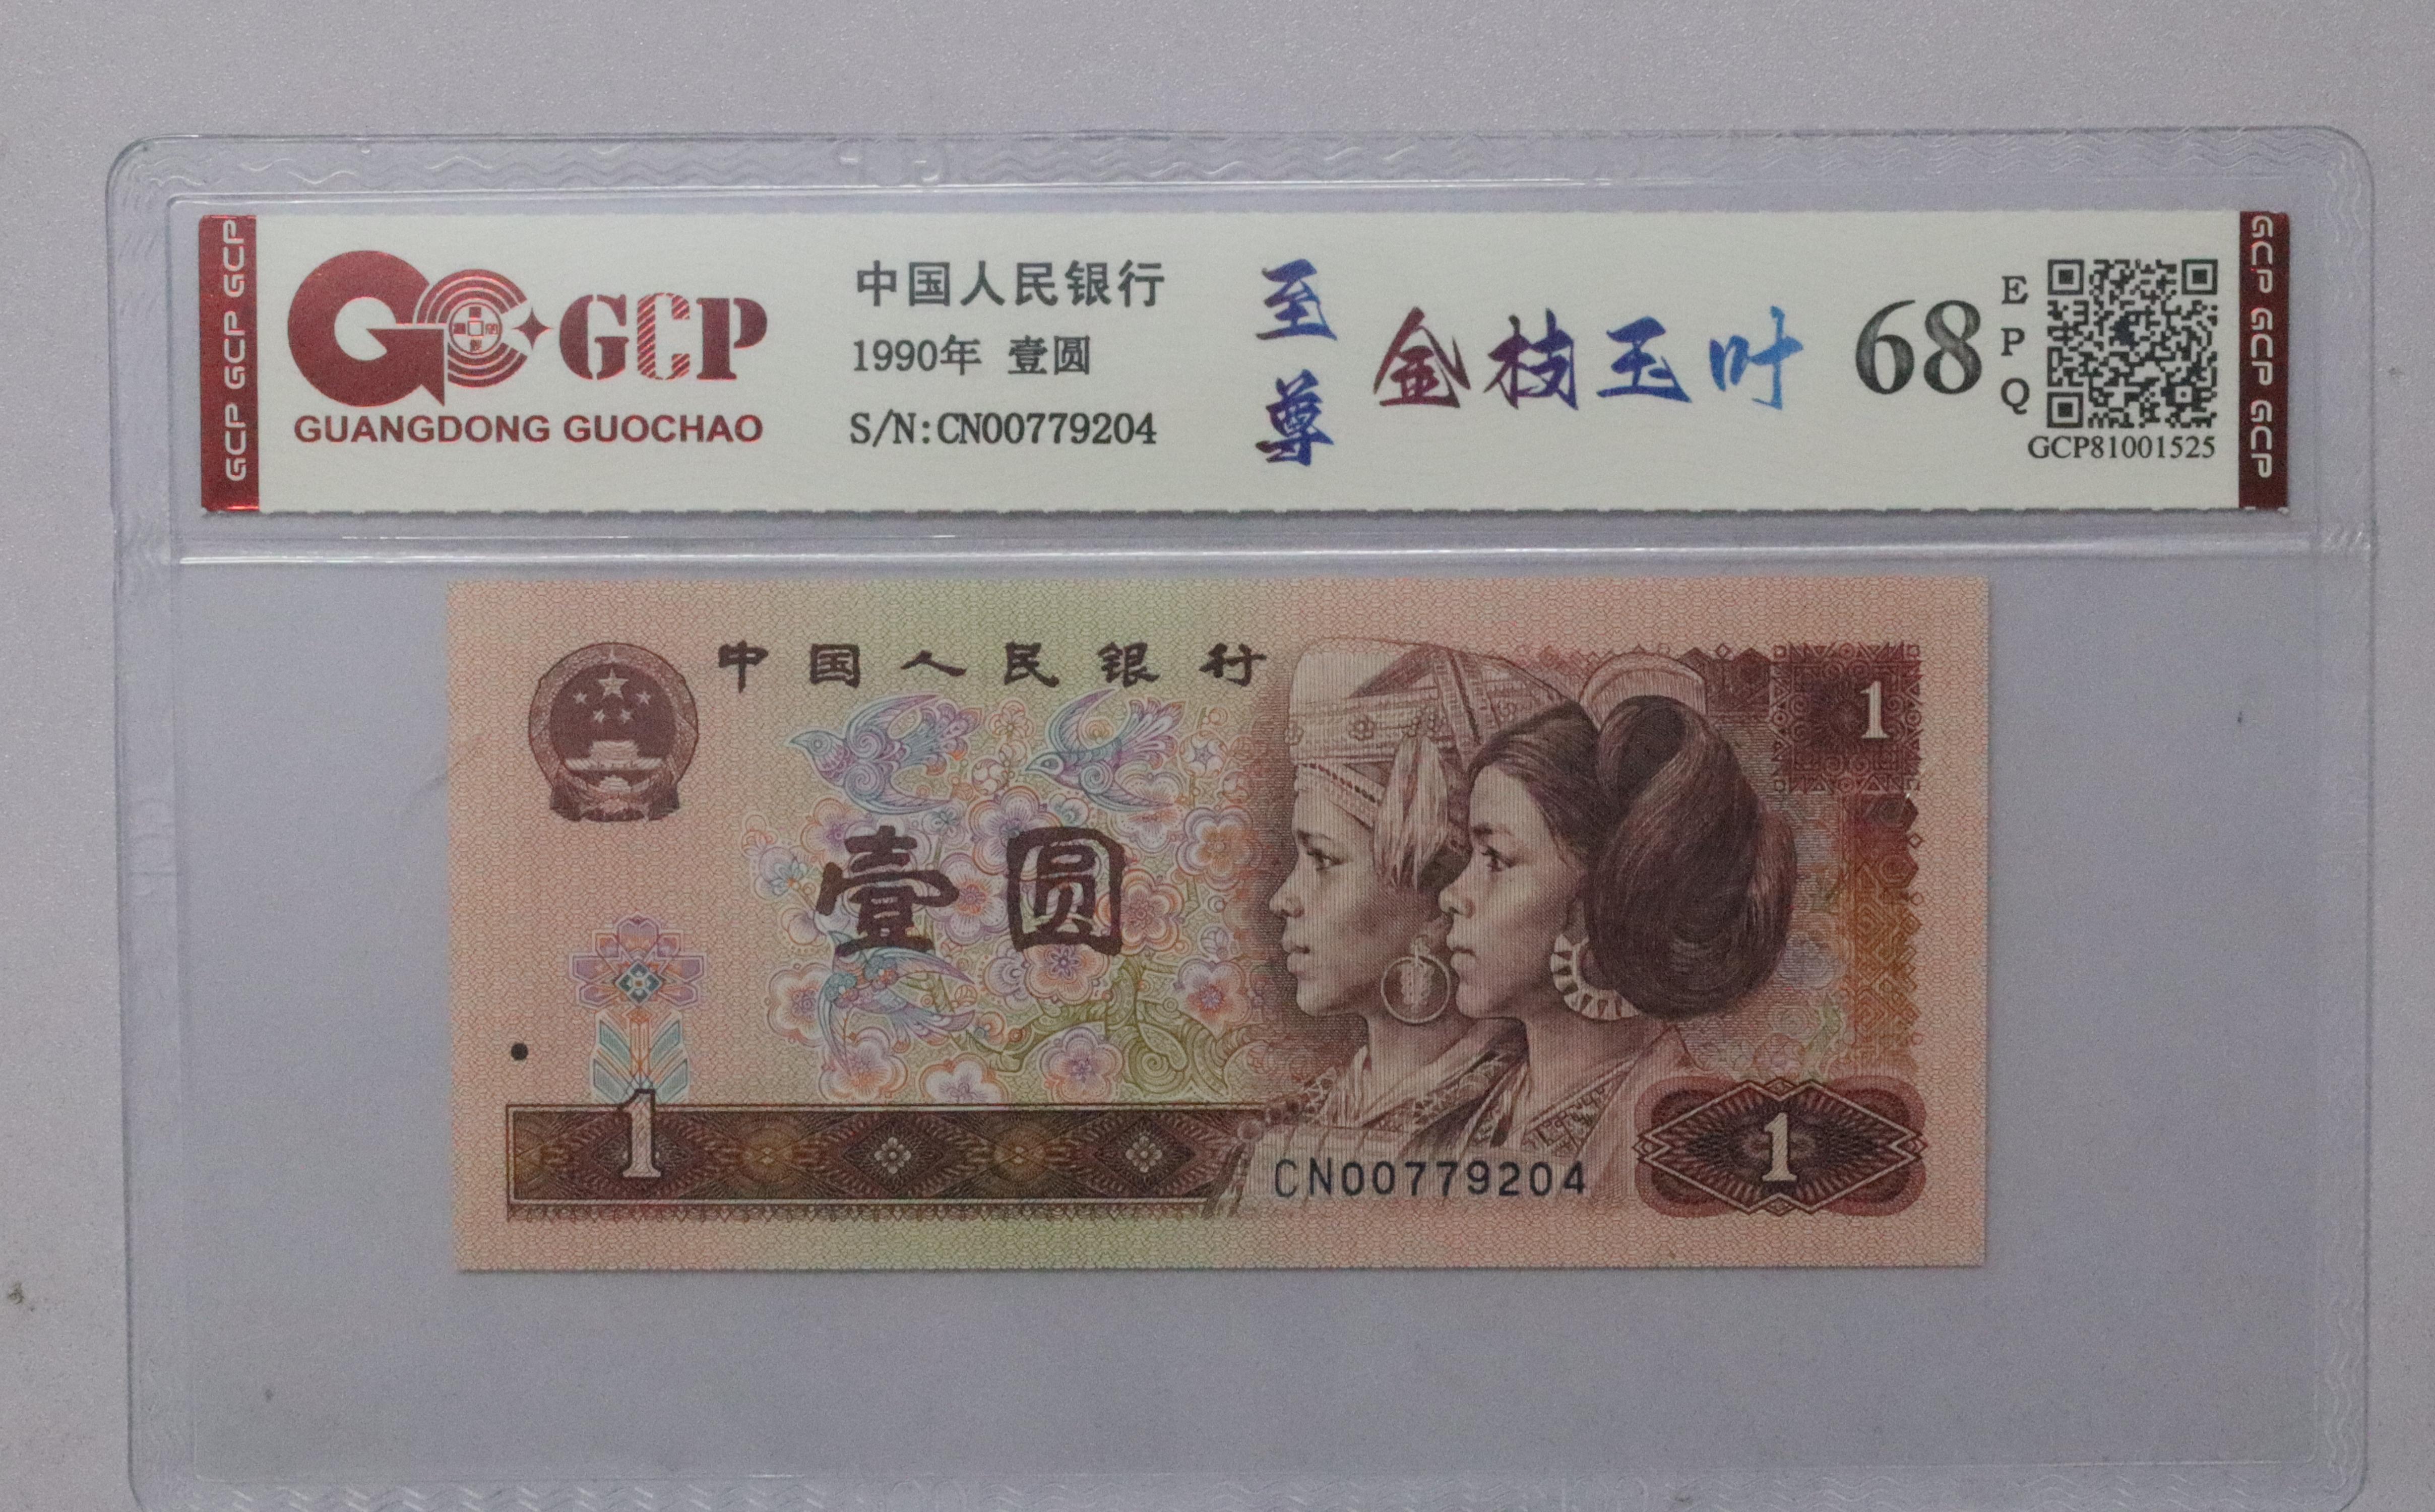 GCP GCP GCP
GCP
GUANGDONG GUOCHAO
中国人民银行
1990年 壹圆
S/N:CN00779204
至尊
金枝玉叶
68
EPQ
GCP81001525
GCP GCP GCP
中国人民银行
1
壹圆
1
CN00779204
1